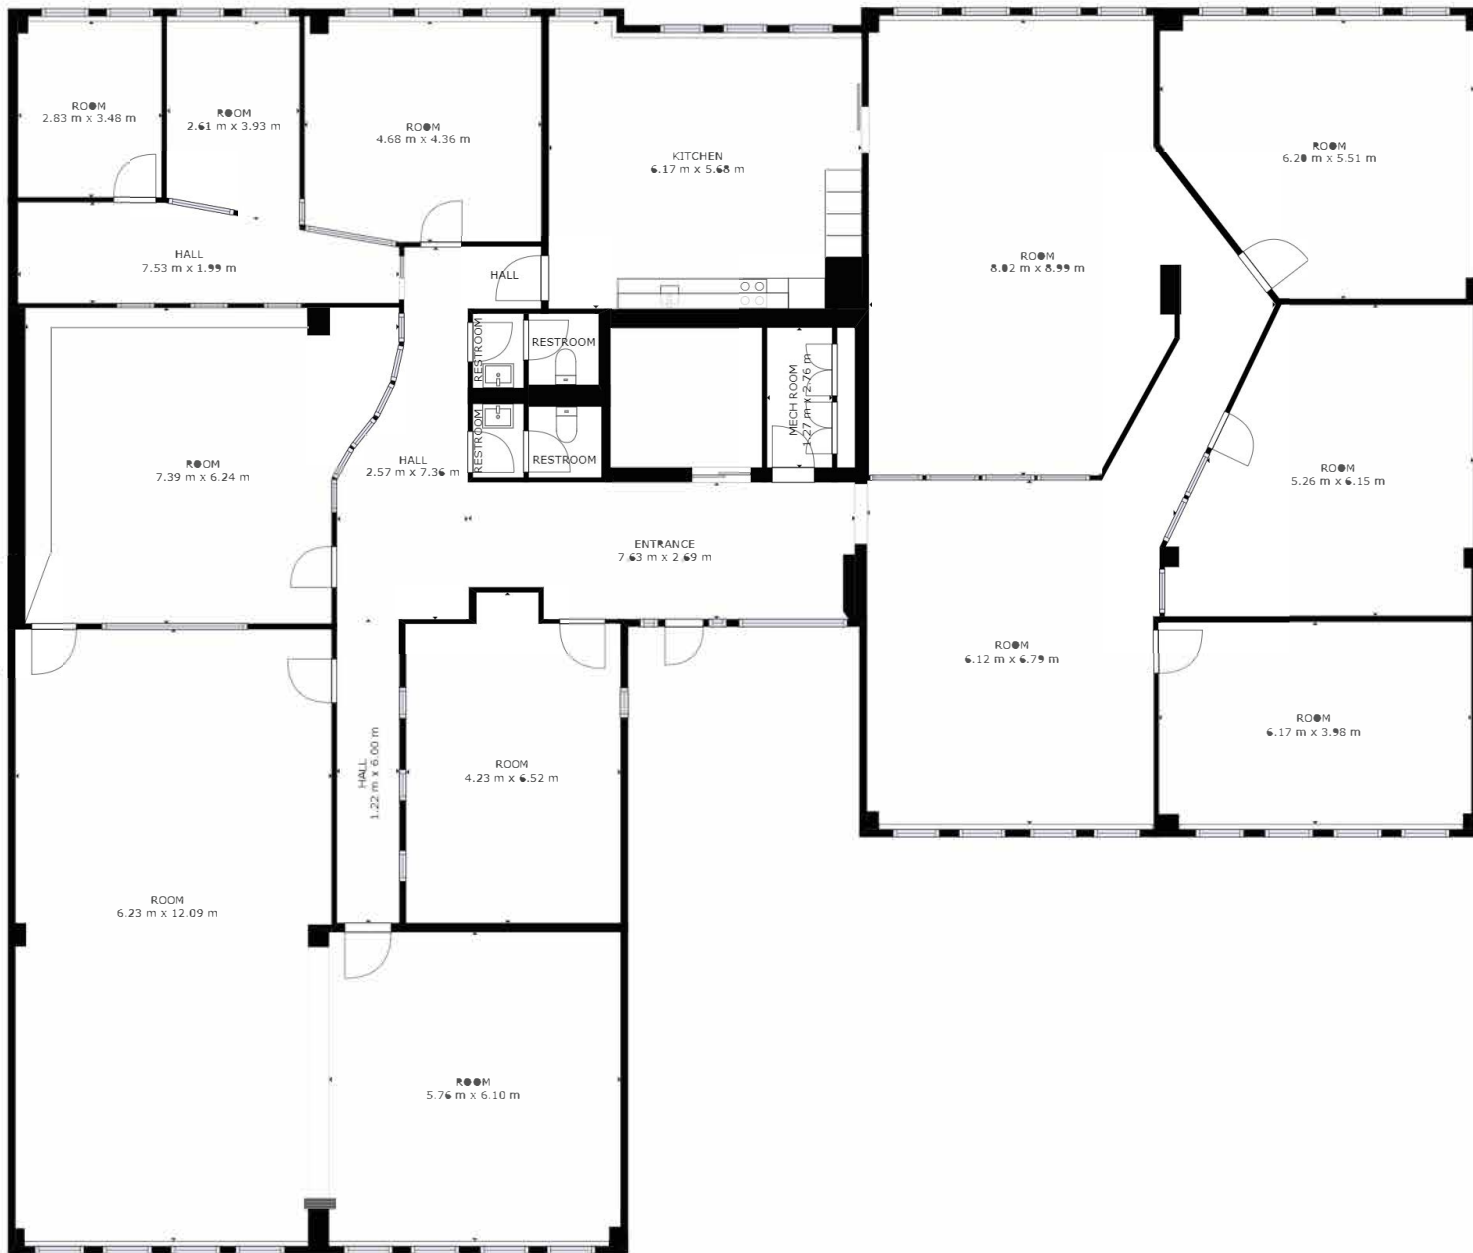 ROOM
2.83 m x 3.48 m
ROOM
2.61 m x 3.93 m
ROOM
4.68 m x 4.36 m
KITCHEN
6.17 m x 5.68 m
ROOM
6.20 m x 5.51 m
HALL
7.53 m x 1.99 m
HALL
ROOM
8.02 m x 8.99 m
RESTROOM
RESTROOM
MECH ROOM
1.27 m x 2.76 m
RESTROOM
RESTROOM
ROOM
7.39 m x 6.24 m
HALL
2.57 m x 7.36 m
ROOM
5.26 m x 6.15 m
ENTRANCE
7.63 m x 2.69 m
ROOM
6.12 m x 6.79 m
ROOM
6.17 m x 3.98 m
HALL
1.22 m x 6.00 m
ROOM
4.23 m x 6.52 m
ROOM
6.23 m x 12.09 m
ROOM
5.76 m x 6.10 m